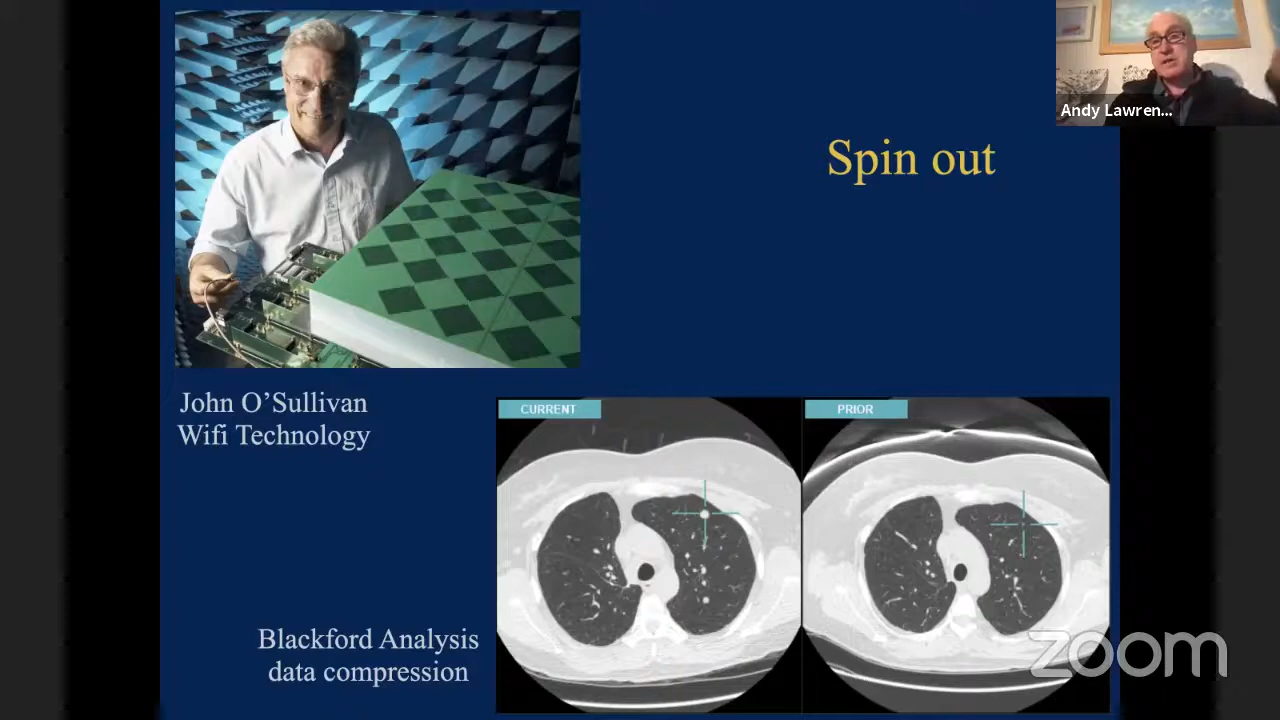 Andy Lawren...
Spin out
John O'Sullivan
Wifi Technology
CURRENT
PRIOR
Blackford Analysis
data compression
zoom